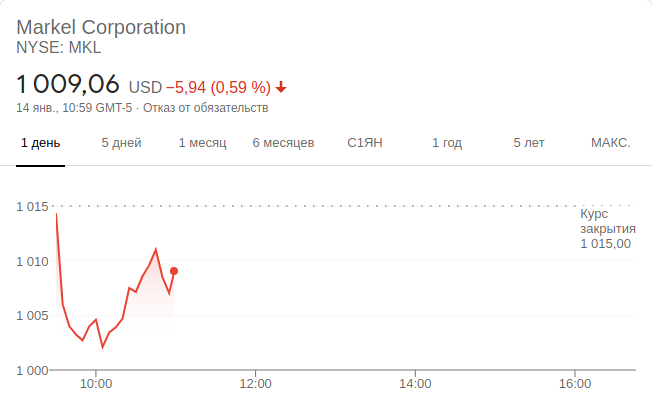 Markel Corporation
NYSE: MKL
1 009,06 USD −5,94 (0,59 %)
14 янв., 10:59 GMT-5 · Отказ от обязательств
1 день 5 дней 1 месяц 6 месяцев С1ЯН 1 год 5 лет МАКС.
1 015
Курс
закрытия
1 015,00
1 010
1 005
1 000
10:00 12:00 14:00 16:00